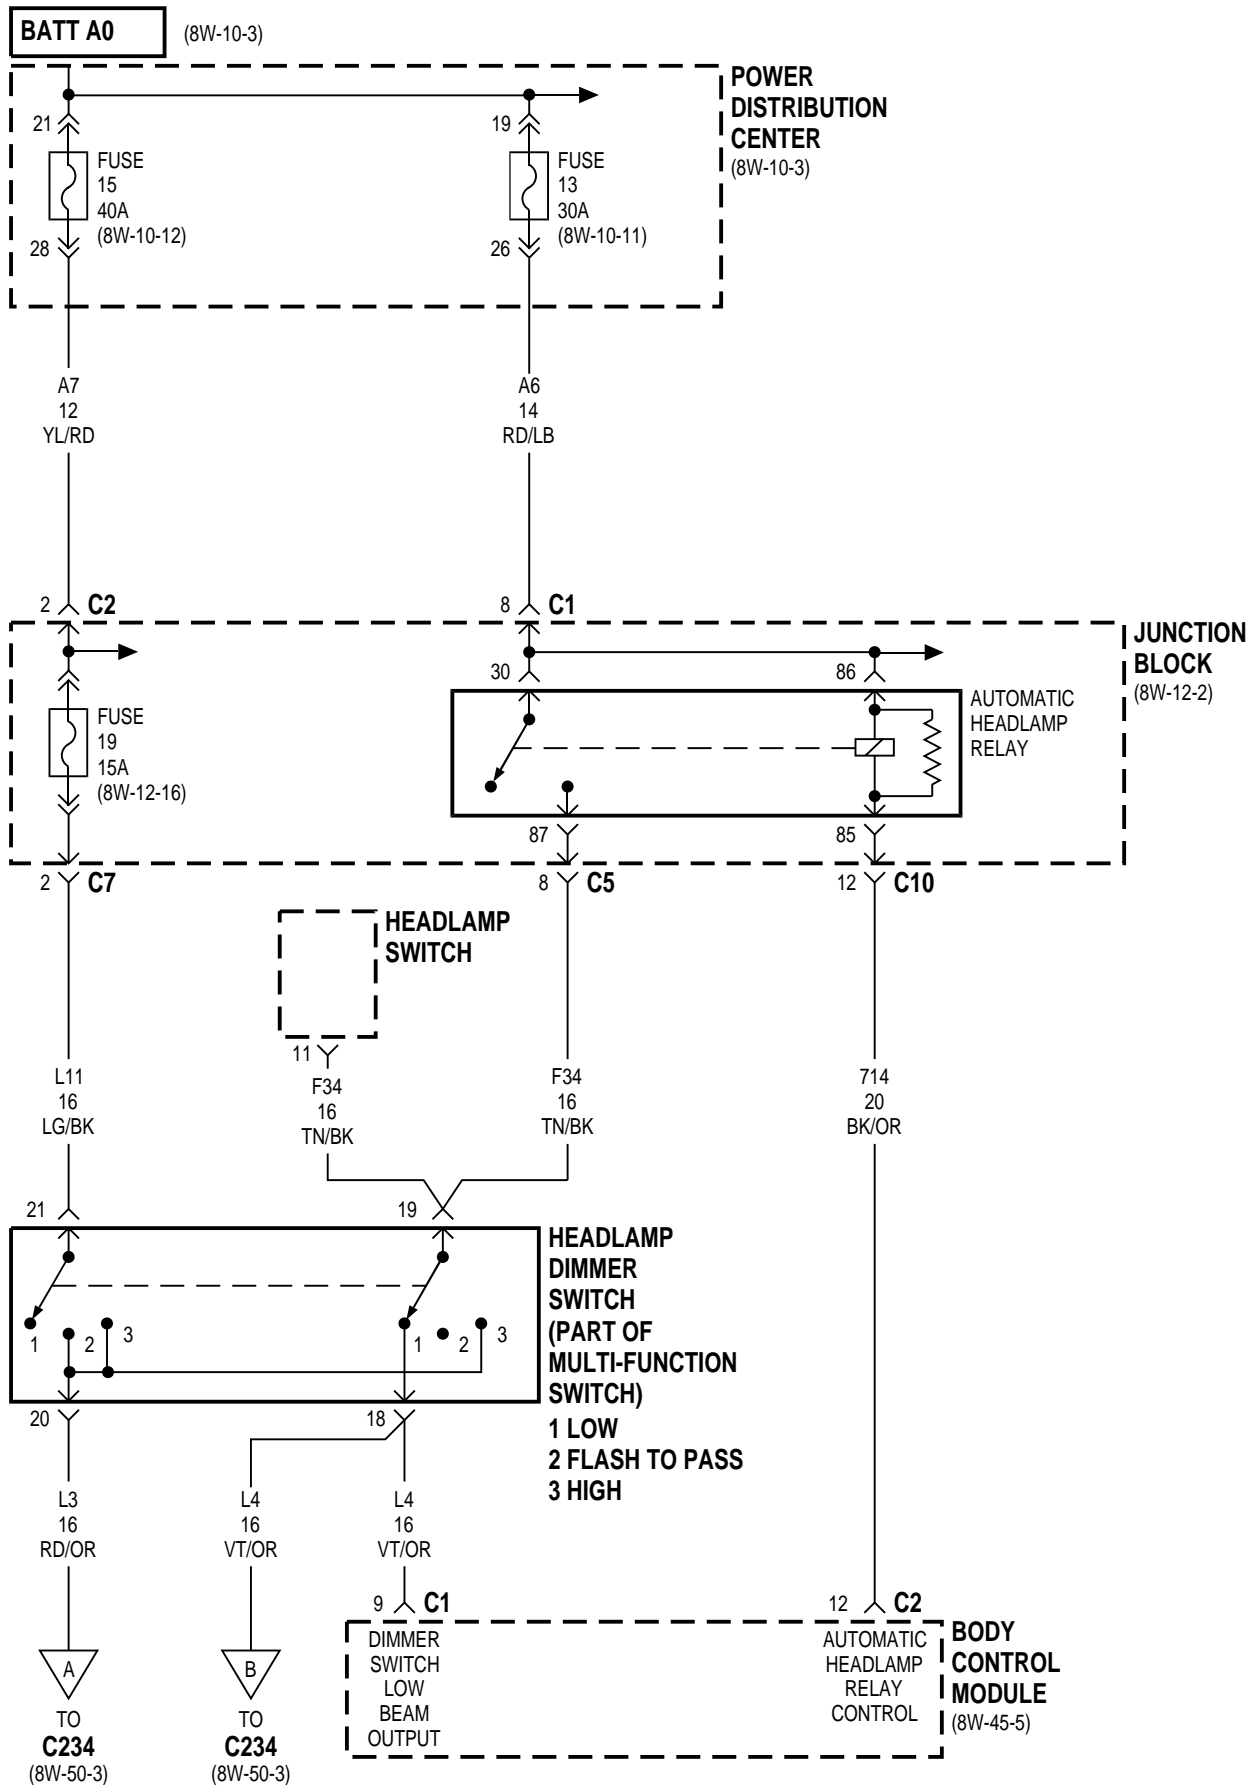 BATT A0
(8W-10-3)
POWER
DISTRIBUTION
CENTER
(8W-10-3)
21
FUSE
15
40A
(8W-10-12)
28
19
FUSE
13
30A
(8W-10-11)
26
A7
12
YL/RD
A6
14
RD/LB
2
C2
8
C1
JUNCTION
BLOCK
(8W-12-2)
FUSE
19
15A
(8W-12-16)
30
86
AUTOMATIC
HEADLAMP
RELAY
87
85
2
C7
8
C5
12
C10
HEADLAMP
SWITCH
11
L11
16
LG/BK
F34
16
TN/BK
F34
16
TN/BK
714
20
BK/OR
21
19
HEADLAMP
DIMMER
SWITCH
(PART OF
MULTI-FUNCTION
SWITCH)
1 LOW
2 FLASH TO PASS
3 HIGH
1
2
3
1
2
3
20
18
L3
16
RD/OR
L4
16
VT/OR
L4
16
VT/OR
9
C1
12
C2
A
TO
C234
(8W-50-3)
B
TO
C234
(8W-50-3)
DIMMER
SWITCH
LOW
BEAM
OUTPUT
AUTOMATIC
HEADLAMP
RELAY
CONTROL
BODY
CONTROL
MODULE
(8W-45-5)